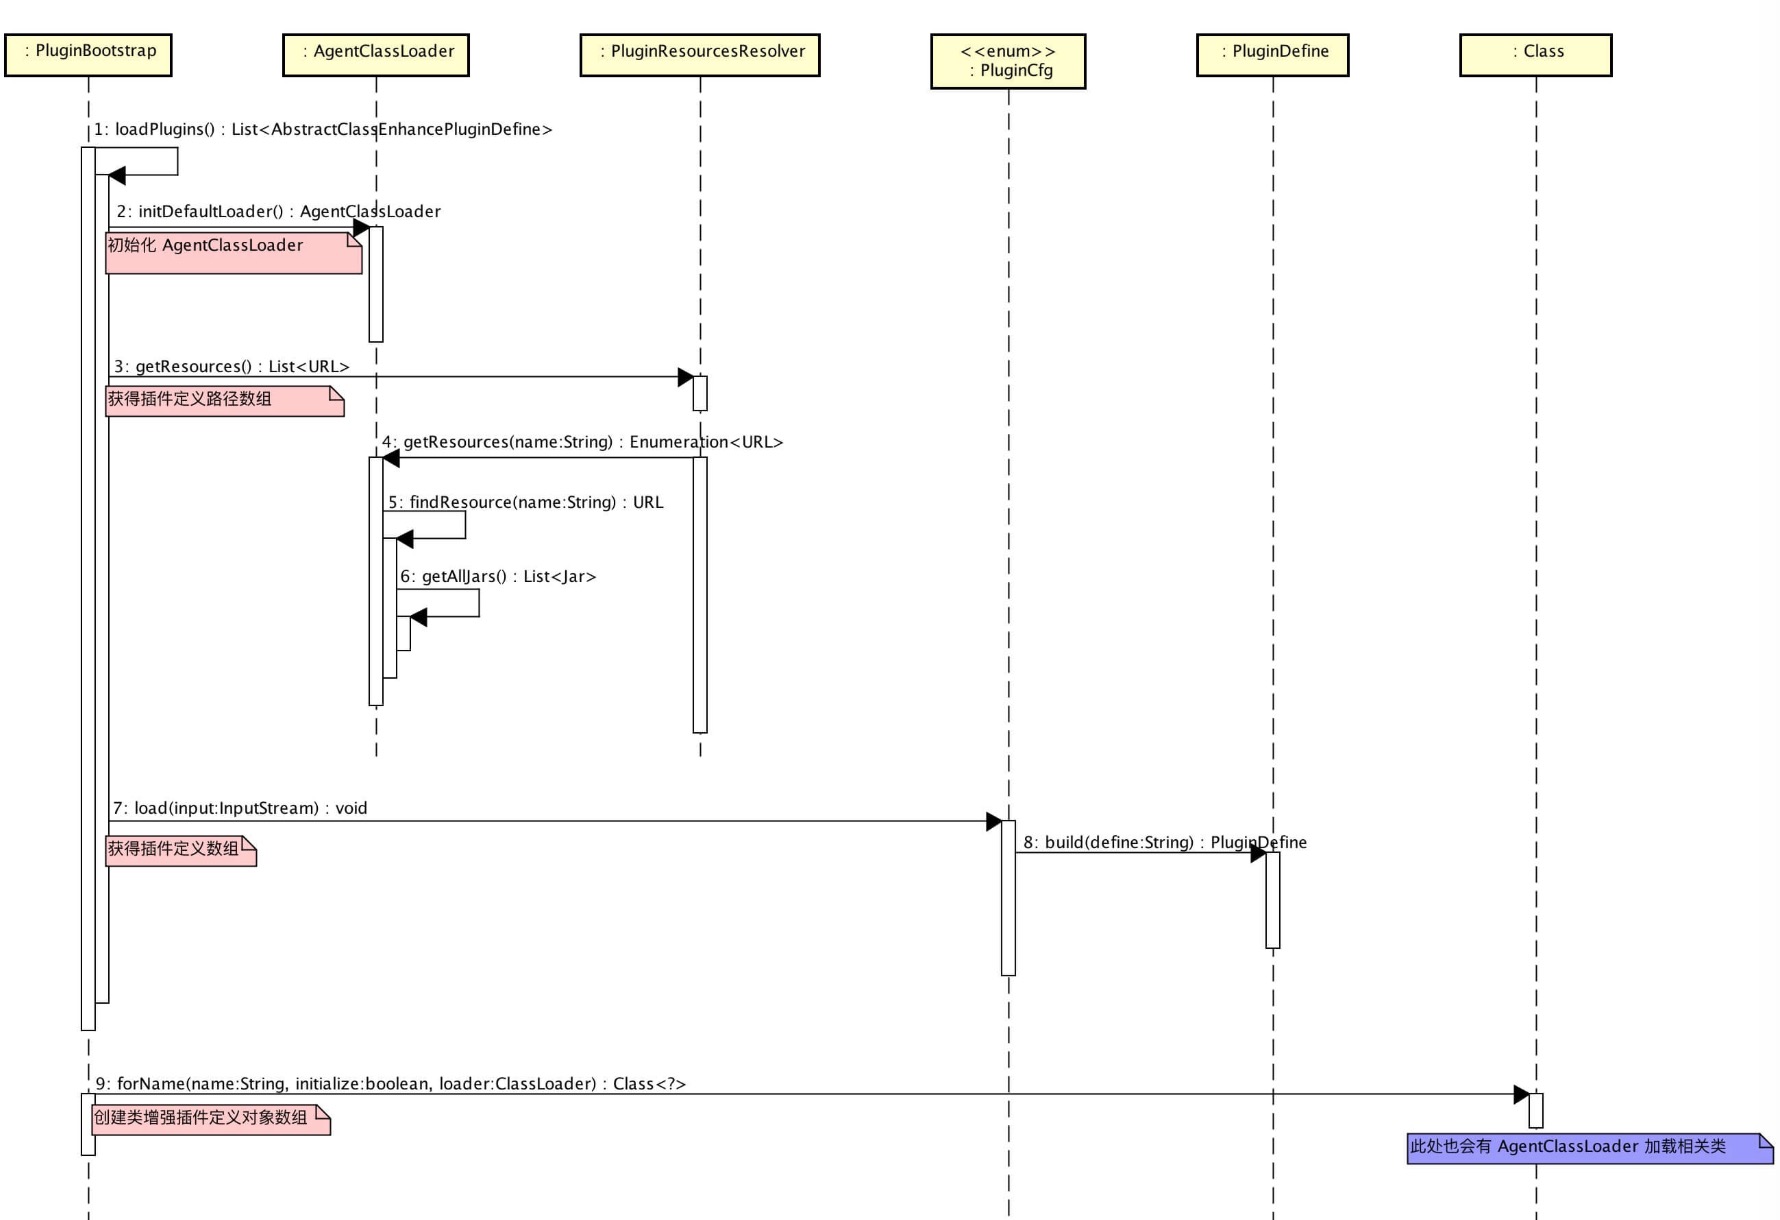 : PluginBootstrap
: AgentClassLoader
: PluginResourcesResolver
<<enum>>
: PluginCfg
: PluginDefine
: Class
1: loadPlugins() : List<AbstractClassEnhancePluginDefine>
2: initDefaultLoader() : AgentClassLoader
初始化 AgentClassLoader
3: getResources() : List<URL>
获得插件定义路径数组
4: getResources(name:String) : Enumeration<URL>
5: findResource(name:String) : URL
6: getAllJars() : List<Jar>
7: load(input:InputStream) : void
获得插件定义数组
8: build(define:String) : PluginDefine
9: forName(name:String, initialize:boolean, loader:ClassLoader) : Class<?>
创建类增强插件定义对象数组
此处也会有 AgentClassLoader 加载相关类